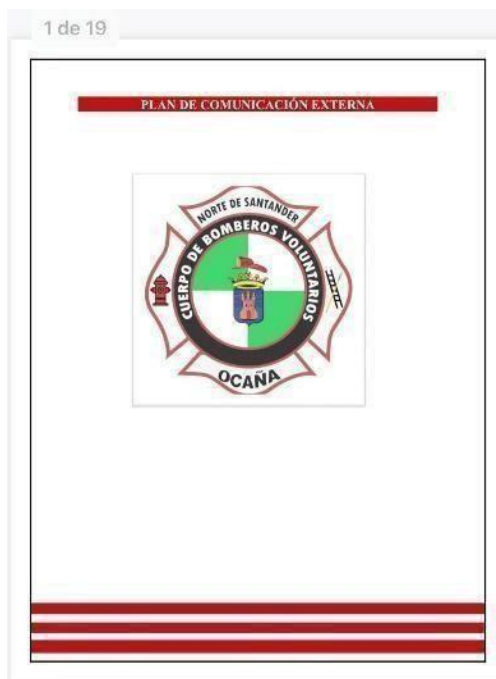 1 de 19
PLAN DE COMUNICACIÓN EXTERNA
NORTE DE SANTANDER
CUERPO DE BOMBEROS VOLUNTARIOS
OCAÑA